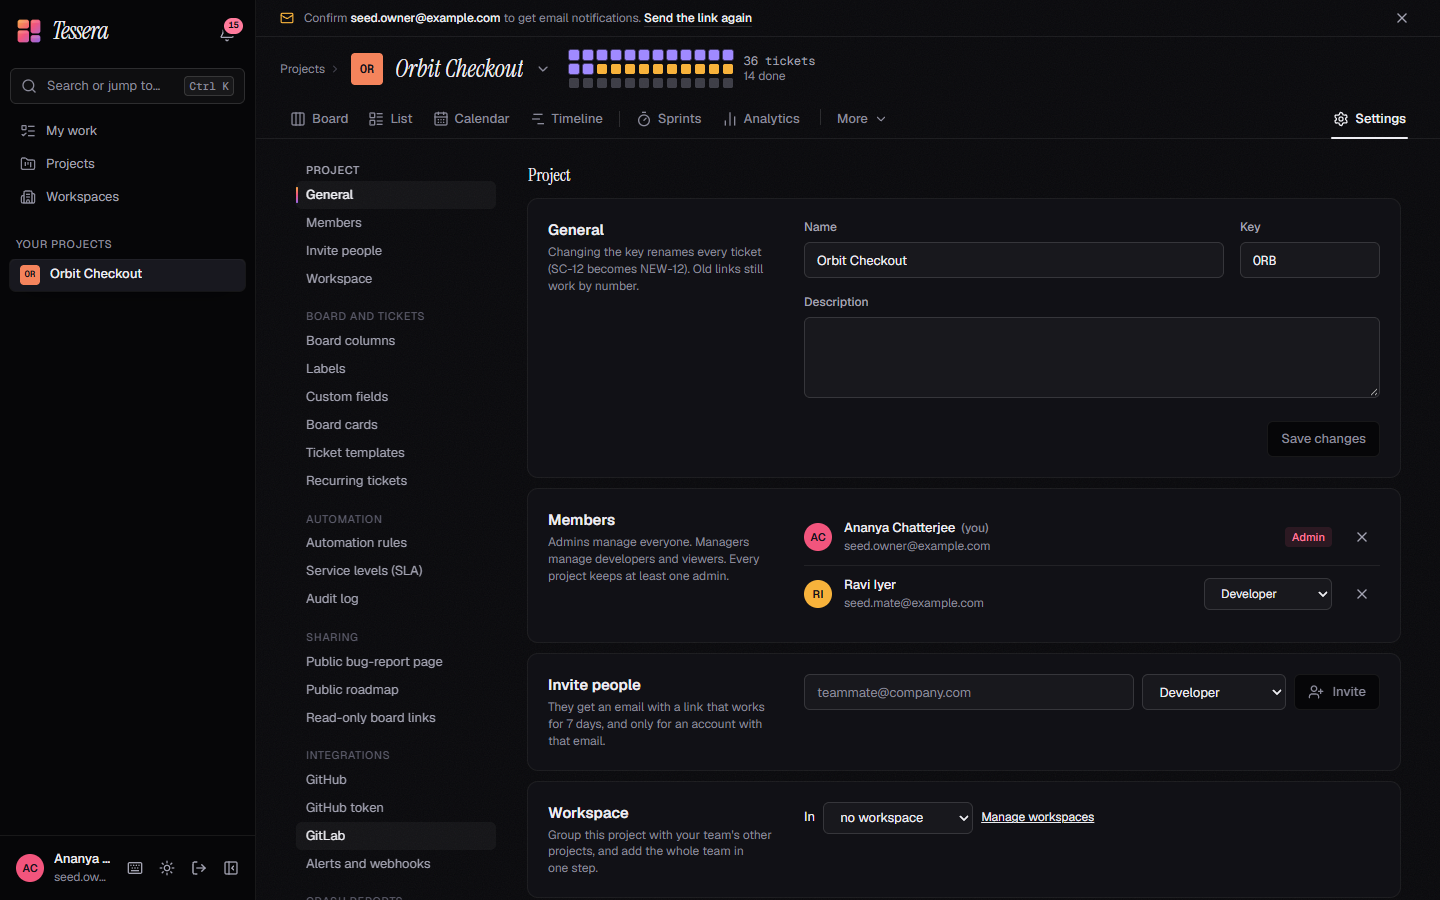 Tessera
15
Search or jump to...
Ctrl K
My work
Projects
Workspaces
YOUR PROJECTS
OR
Orbit Checkout
AC
Ananya ...
seed.ow...
Confirm seed.owner@example.com to get email notifications. Send the link again
Projects
OR
Orbit Checkout
36 tickets
14 done
Board
List
Calendar
Timeline
Sprints
Analytics
More
Settings
PROJECT
General
Members
Invite people
Workspace
BOARD AND TICKETS
Board columns
Labels
Custom fields
Board cards
Ticket templates
Recurring tickets
AUTOMATION
Automation rules
Service levels (SLA)
Audit log
SHARING
Public bug-report page
Public roadmap
Read-only board links
INTEGRATIONS
GitHub
GitHub token
GitLab
Alerts and webhooks
CRASH REPORTS
Project
General
Changing the key renames every ticket
(SC-12 becomes NEW-12). Old links still
work by number.
Name
Orbit Checkout
Key
ORB
Description
Save changes
Members
Admins manage everyone. Managers
manage developers and viewers. Every
project keeps at least one admin.
AC
Ananya Chatterjee (you)
seed.owner@example.com
Admin
RI
Ravi Iyer
seed.mate@example.com
Developer
Invite people
They get an email with a link that works
for 7 days, and only for an account with
that email.
teammate@company.com
Developer
Invite
Workspace
Group this project with your team's other
projects, and add the whole team in
one step.
In
no workspace
Manage workspaces